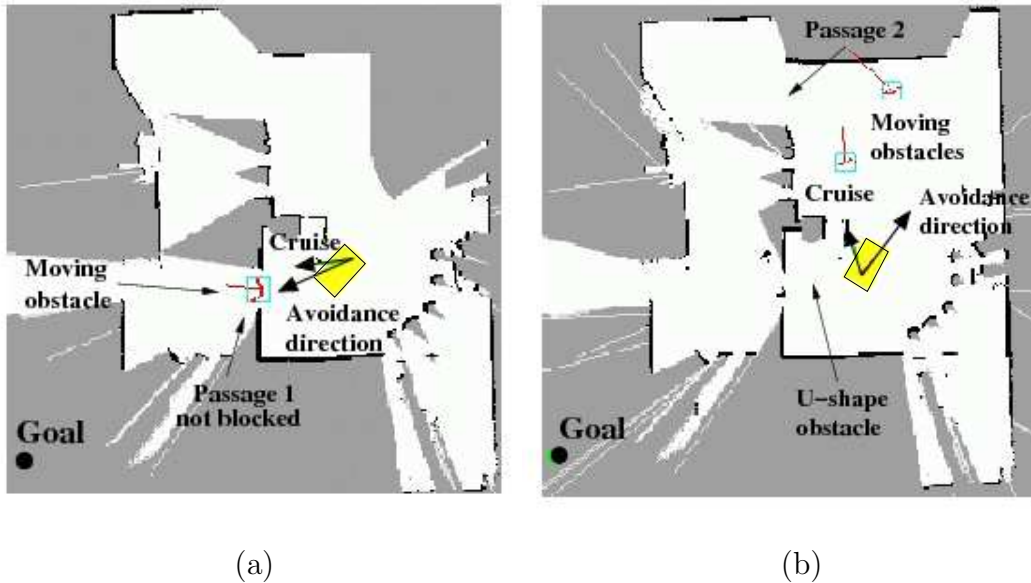 Cruise
Moving
obstacle
Avoidance
direction
Passage 1
not blocked
Goal
(a)
Passage 2
Moving
obstacles
Cruise
Avoidance
direction
U−shape
obstacle
Goal
(b)